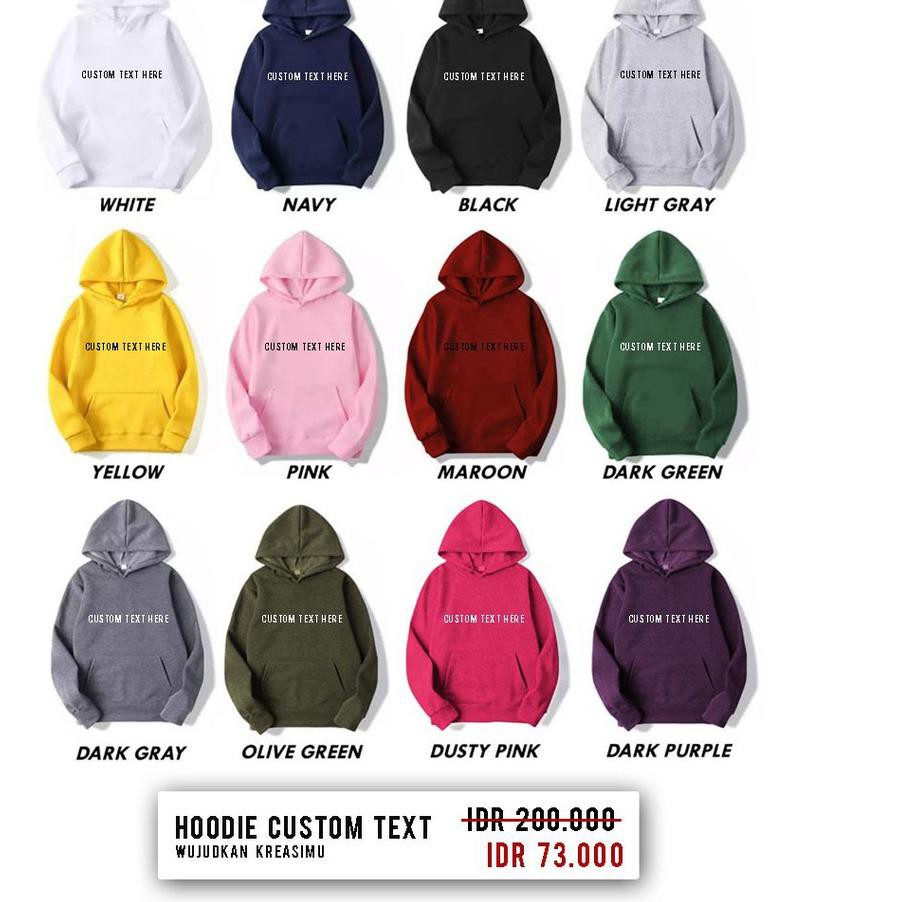 CUSTOM TEXT HERE
CUSTOM TEXT HERE
CUSTOM TEXT HERE
CUSTOM TEXT HERE
WHITE
NAVY
BLACK
LIGHT GRAY
CUSTOM TEXT HERE
CUSTOM TEXT HERE
CUSTOM TEXT HERE
CUSTOM TEXT HERE
YELLOW
PINK
MAROON
DARK GREEN
CUSTOM TEXT HERE
CUSTOM TEXT HERE
CUSTOM TEXT HERE
CUSTOM TEXT HERE
DARK GRAY
OLIVE GREEN
DUSTY PINK
DARK PURPLE
HOODIE CUSTOM TEXT
WUJUDKAN KREASIMU
IDR 200.000
IDR 73.000